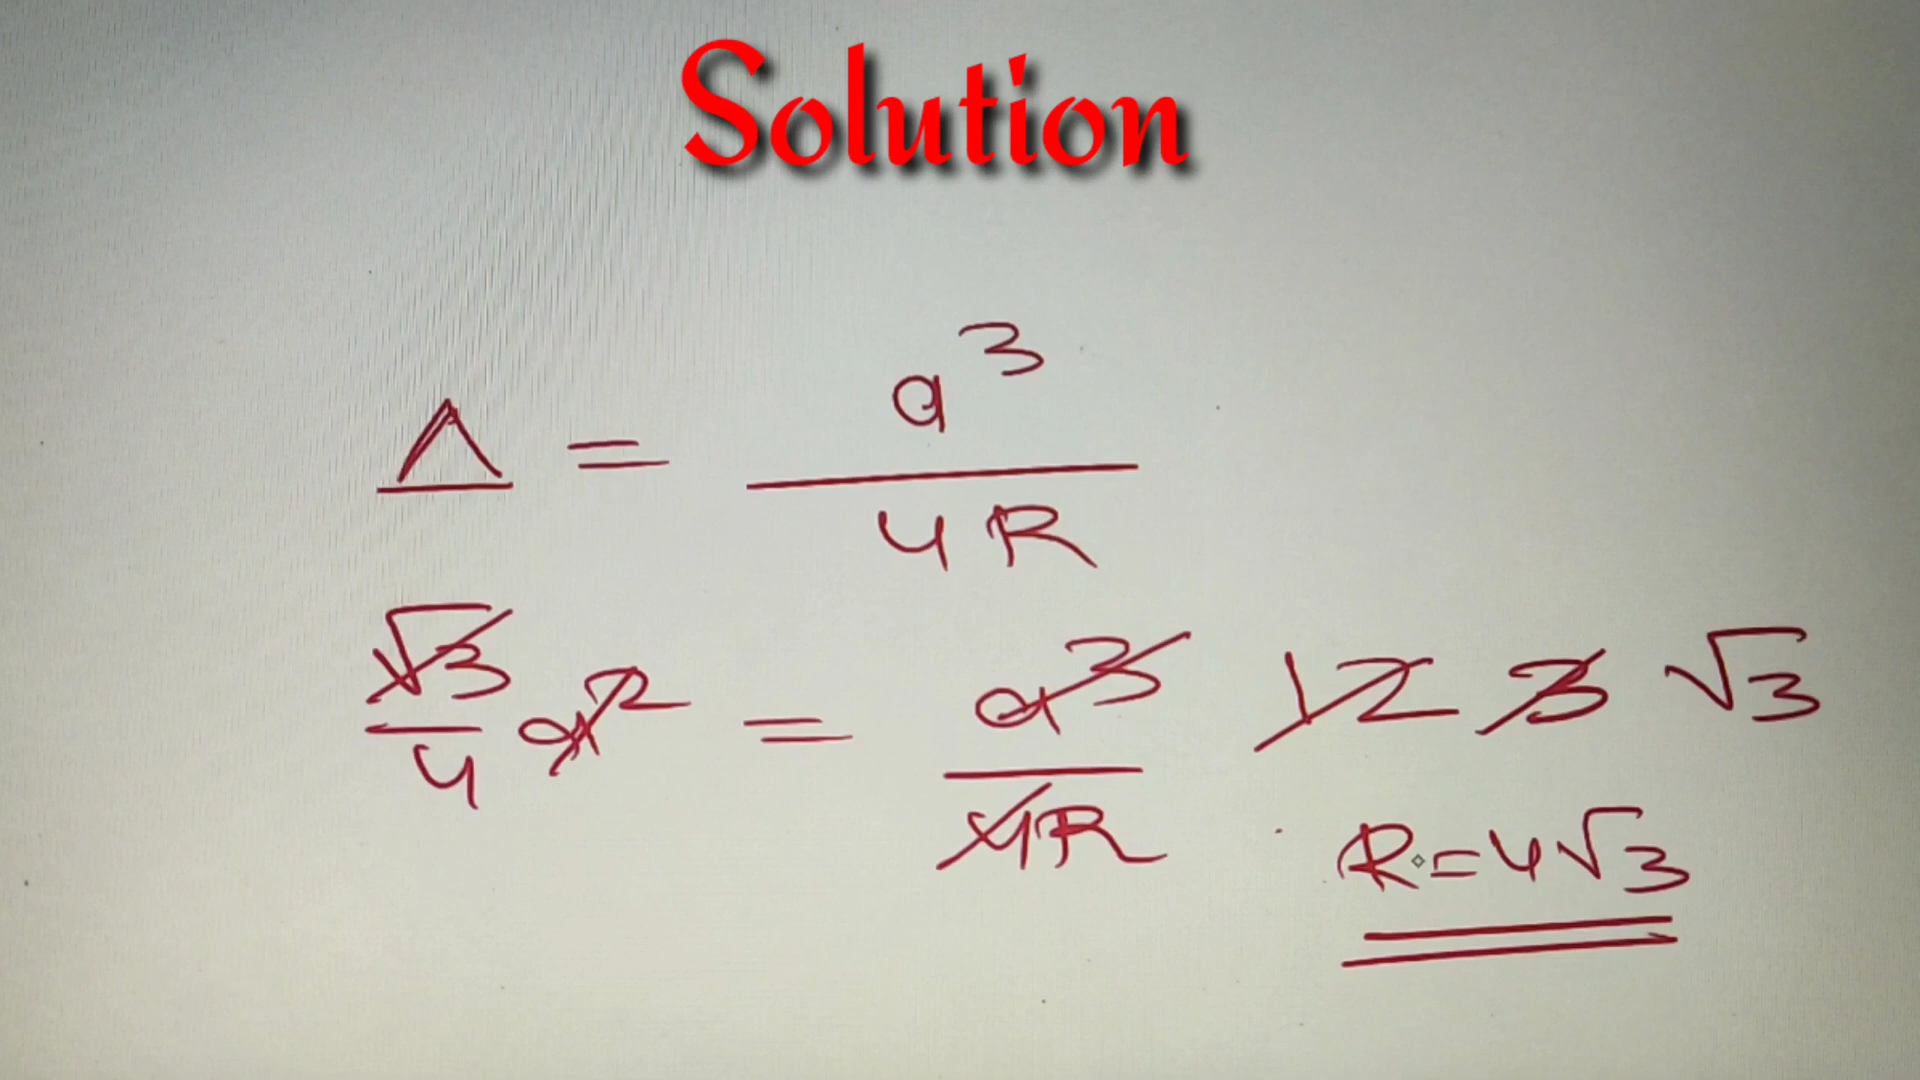 Solution
Δ = a³ / 4R
√3/4 a² = a³ / 4R 12 3 √3
R = 4√3